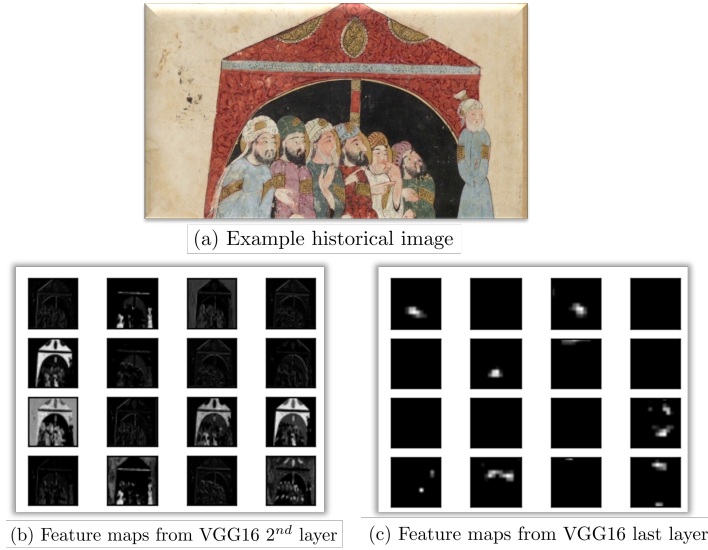 (a) Example historical image
(b) Feature maps from VGG16 2nd layer
(c) Feature maps from VGG16 last layer